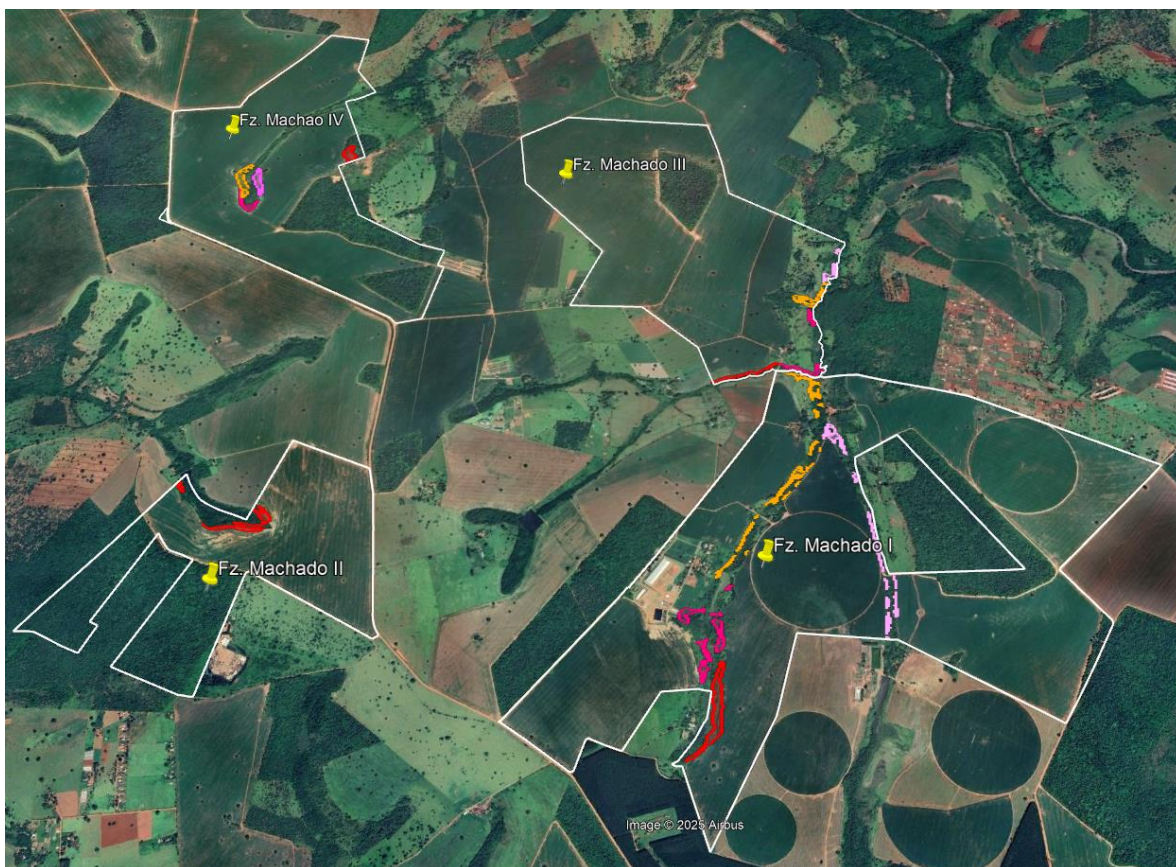 Fz. Machao IV
Fz. Machado III
Fz. Machado I
Fz. Machado II
Image © 2025 Airbus